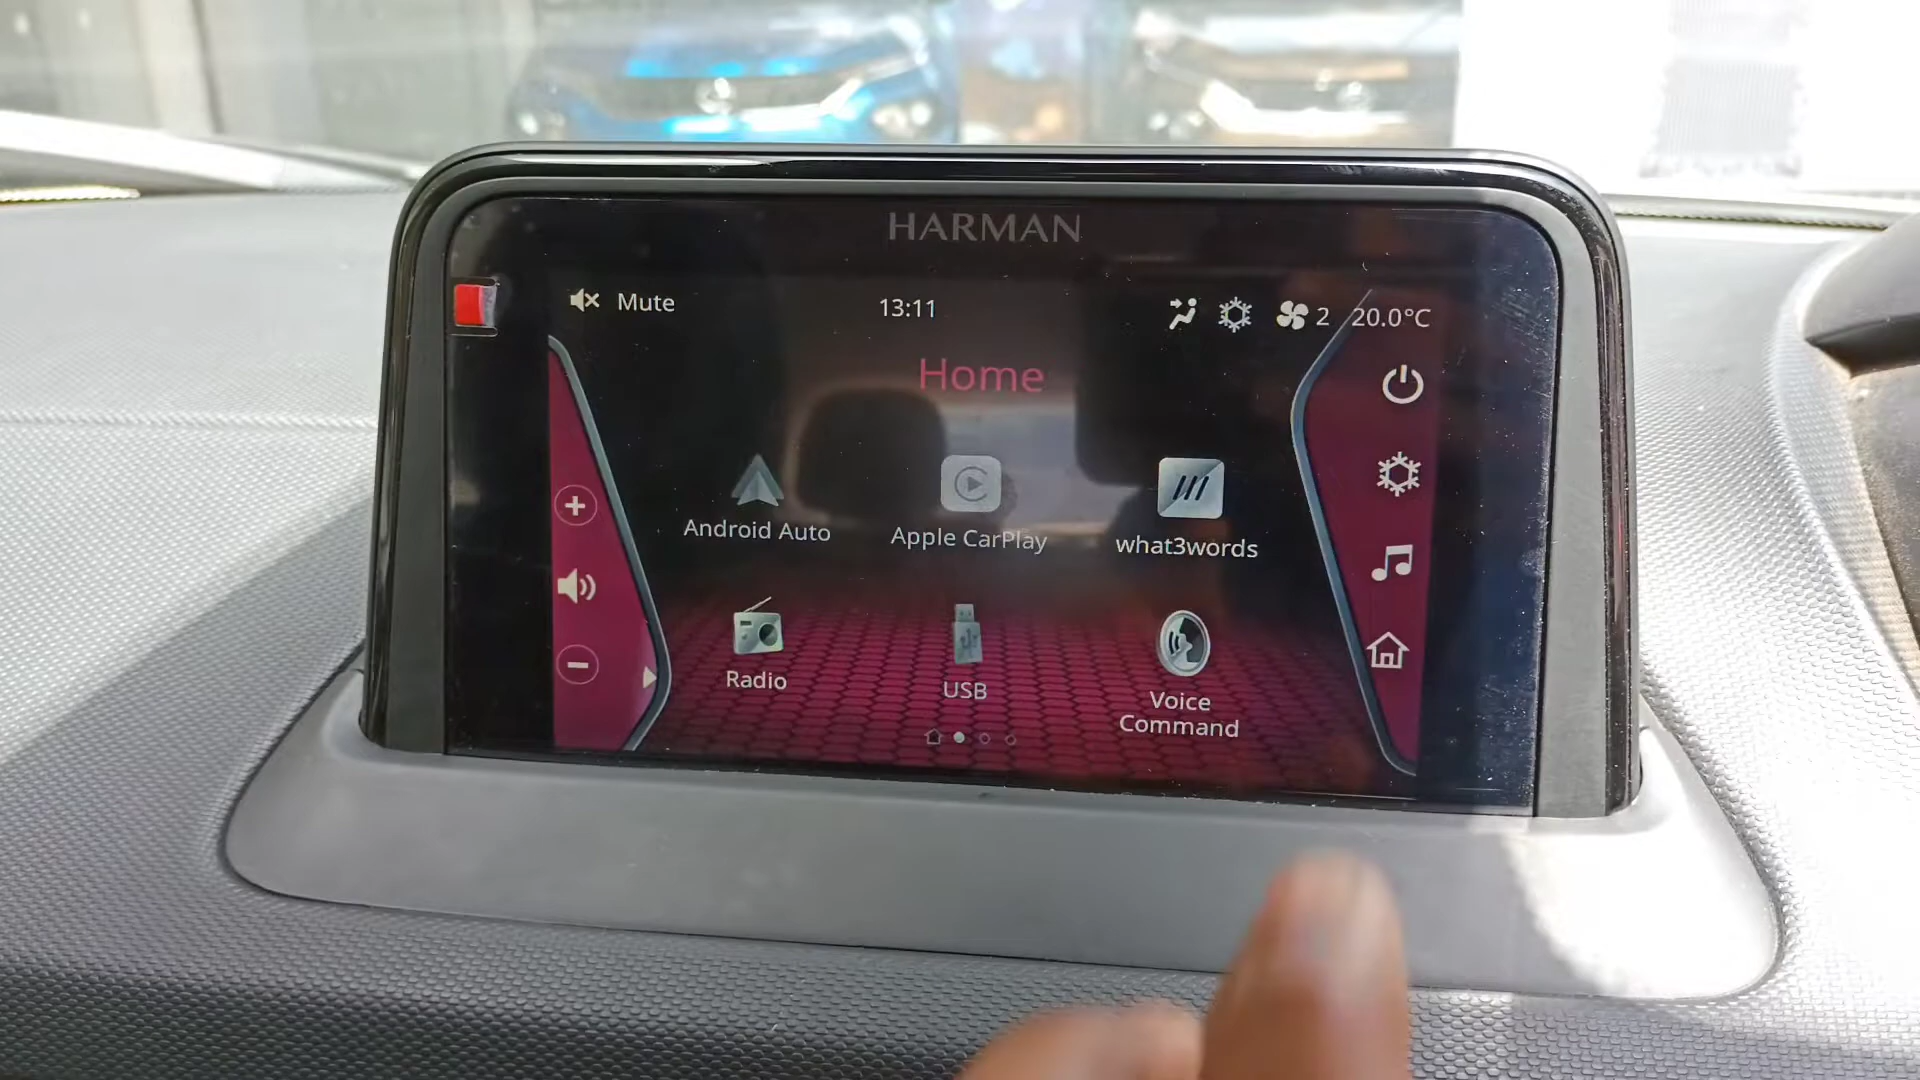 HARMAN
Mute
13:11
2
20.0°C
Home
Android Auto
Apple CarPlay
what3words
Radio
USB
Voice
Command